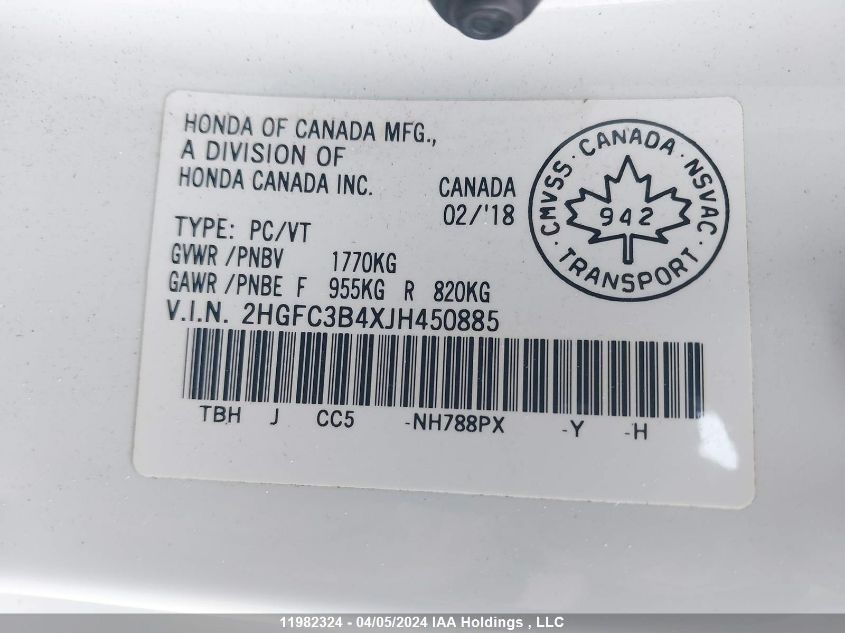 HONDA OF CANADA MFG.,
A DIVISION OF
HONDA CANADA INC. CANADA
02/'18
CMVSS · CANADA · NSVAC · TRANSPORT ·
942
TYPE: PC/VT
GVWR /PNBV 1770KG
GAWR /PNBE F 955KG R 820KG
V.I.N. 2HGFC3B4XJH450885
TBH J CC5 -NH788PX -Y -H
11982324 - 04/05/2024 IAA Holdings , LLC